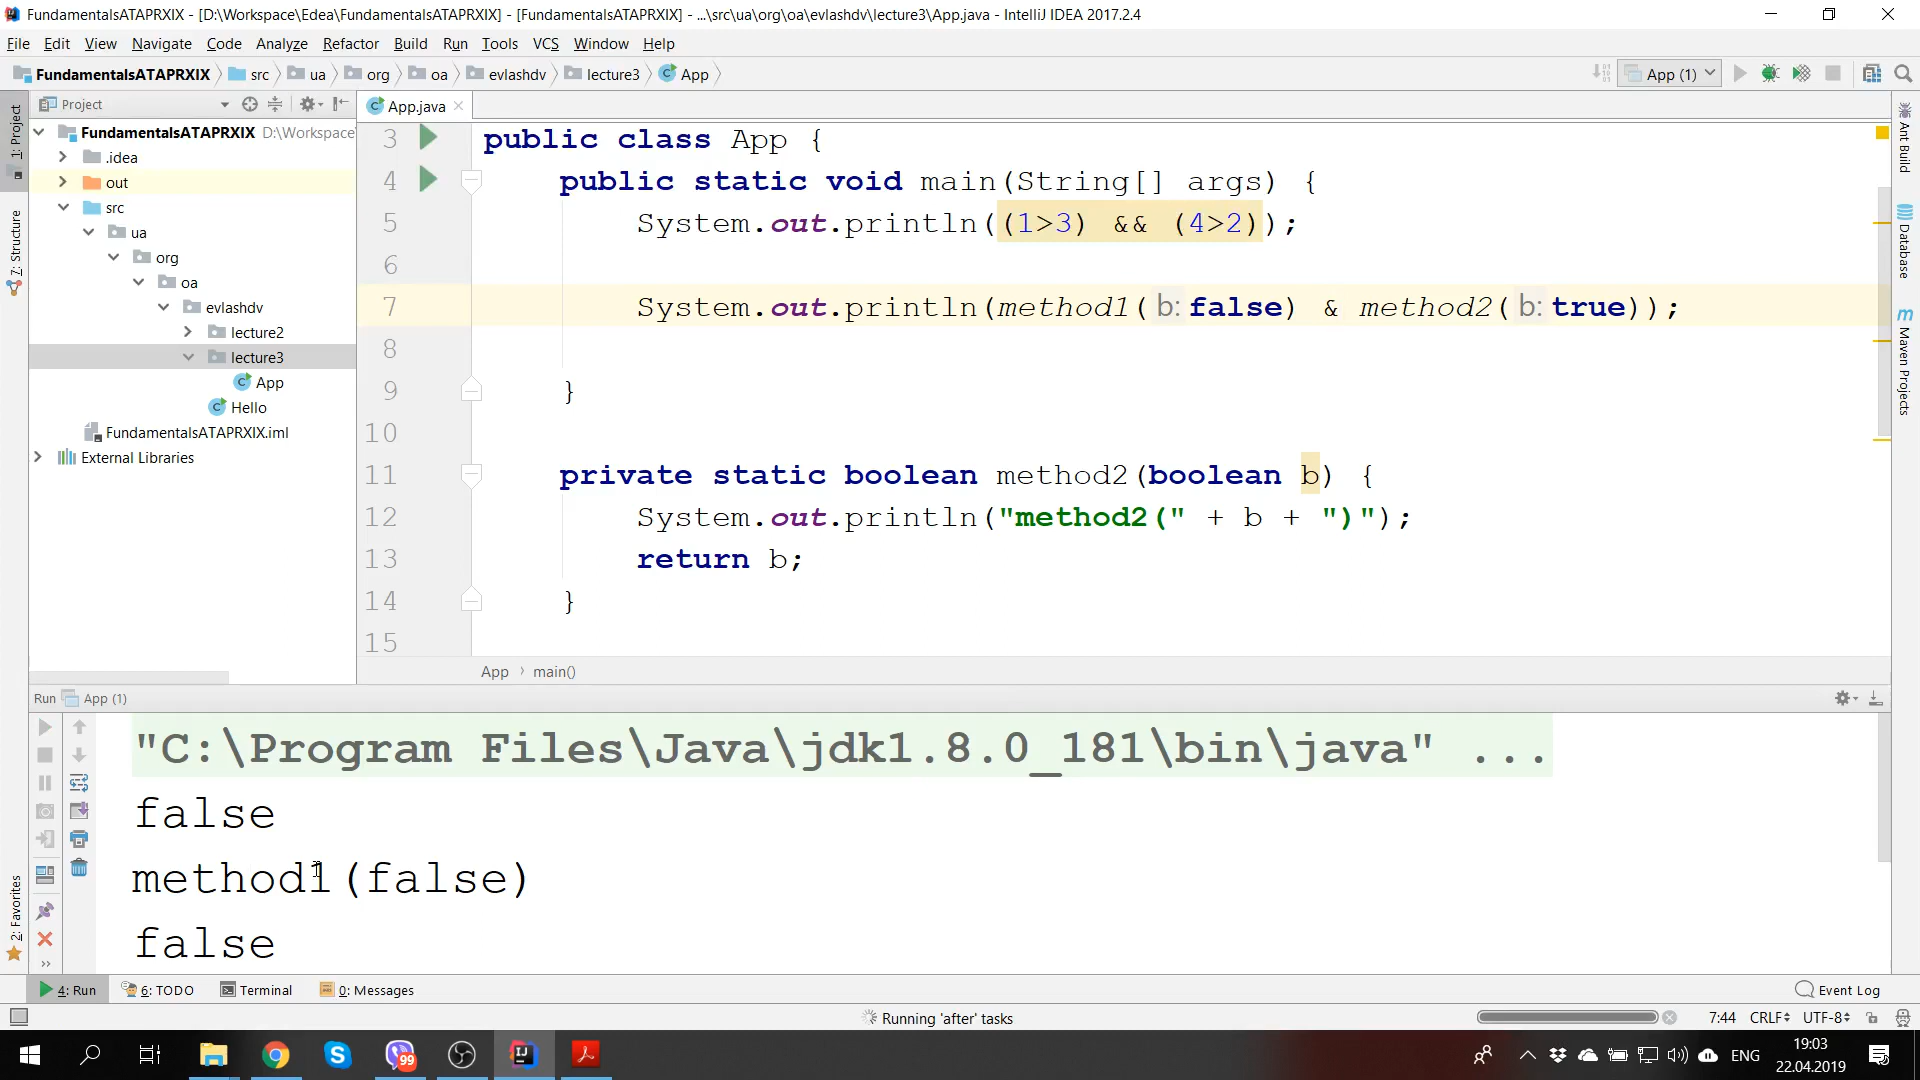 FundamentalsATAPRXIX - [D:\Workspace\Edea\FundamentalsATAPRXIX] - [FundamentalsATAPRXIX] - ...\src\ua\org\oa\evlashdv\lecture3\App.java - IntelliJ IDEA 2017.2.4
File Edit View Navigate Code Analyze Refactor Build Run Tools VCS Window Help
FundamentalsATAPRXIX src ua org oa evlashdv lecture3 App
App (1)
Project
App.java
1: Project
7: Structure
2: Favorites
FundamentalsATAPRXIX D:\Workspace
.idea
out
src
ua
org
oa
evlashdv
lecture2
lecture3
App
Hello
FundamentalsATAPRXIX.iml
External Libraries
3 public class App {
4 public static void main(String[] args) {
5 System.out.println((1>3) && (4>2));
6
7 System.out.println(method1( b: false) & method2( b: true));
8
9 }
10
11 private static boolean method2(boolean b) {
12 System.out.println("method2(" + b + ")");
13 return b;
14 }
15
App › main()
Ant Build
Database
Maven Projects
Run App (1)
"C:\Program Files\Java\jdk1.8.0_181\bin\java" ...
false
method1(false)
false
4: Run 6: TODO Terminal 0: Messages Event Log
Running 'after' tasks 7:44 CRLF UTF-8
99
ENG
19:03
22.04.2019